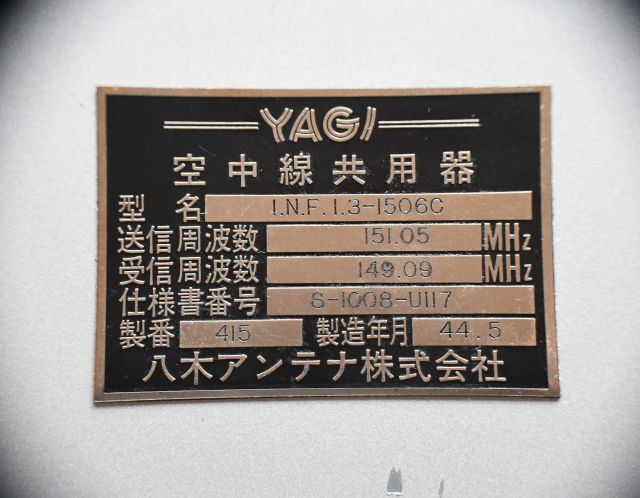 YAGI
空中線共用器
型名 I.N.F.I.3-1506C
送信周波数 151.05 MHz
受信周波数 149.09 MHz
仕様書番号 S-1008-U117
製番 415 製造年月 44.5
八木アンテナ株式会社